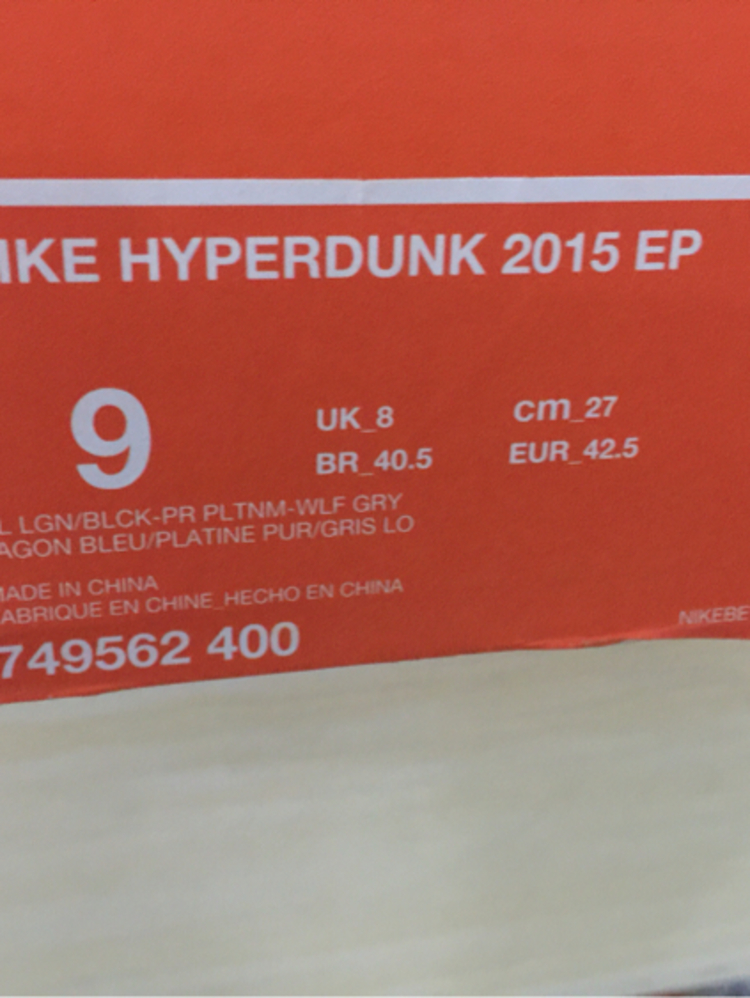 IKE HYPERDUNK 2015 EP
9
UK_8 cm_27
BR_40.5 EUR_42.5
L LGN/BLCK-PR PLTNM-WLF GRY
AGON BLEU/PLATINE PUR/GRIS LO
MADE IN CHINA
ABRIQUE EN CHINE_HECHO EN CHINA
749562 400
NIKEBE